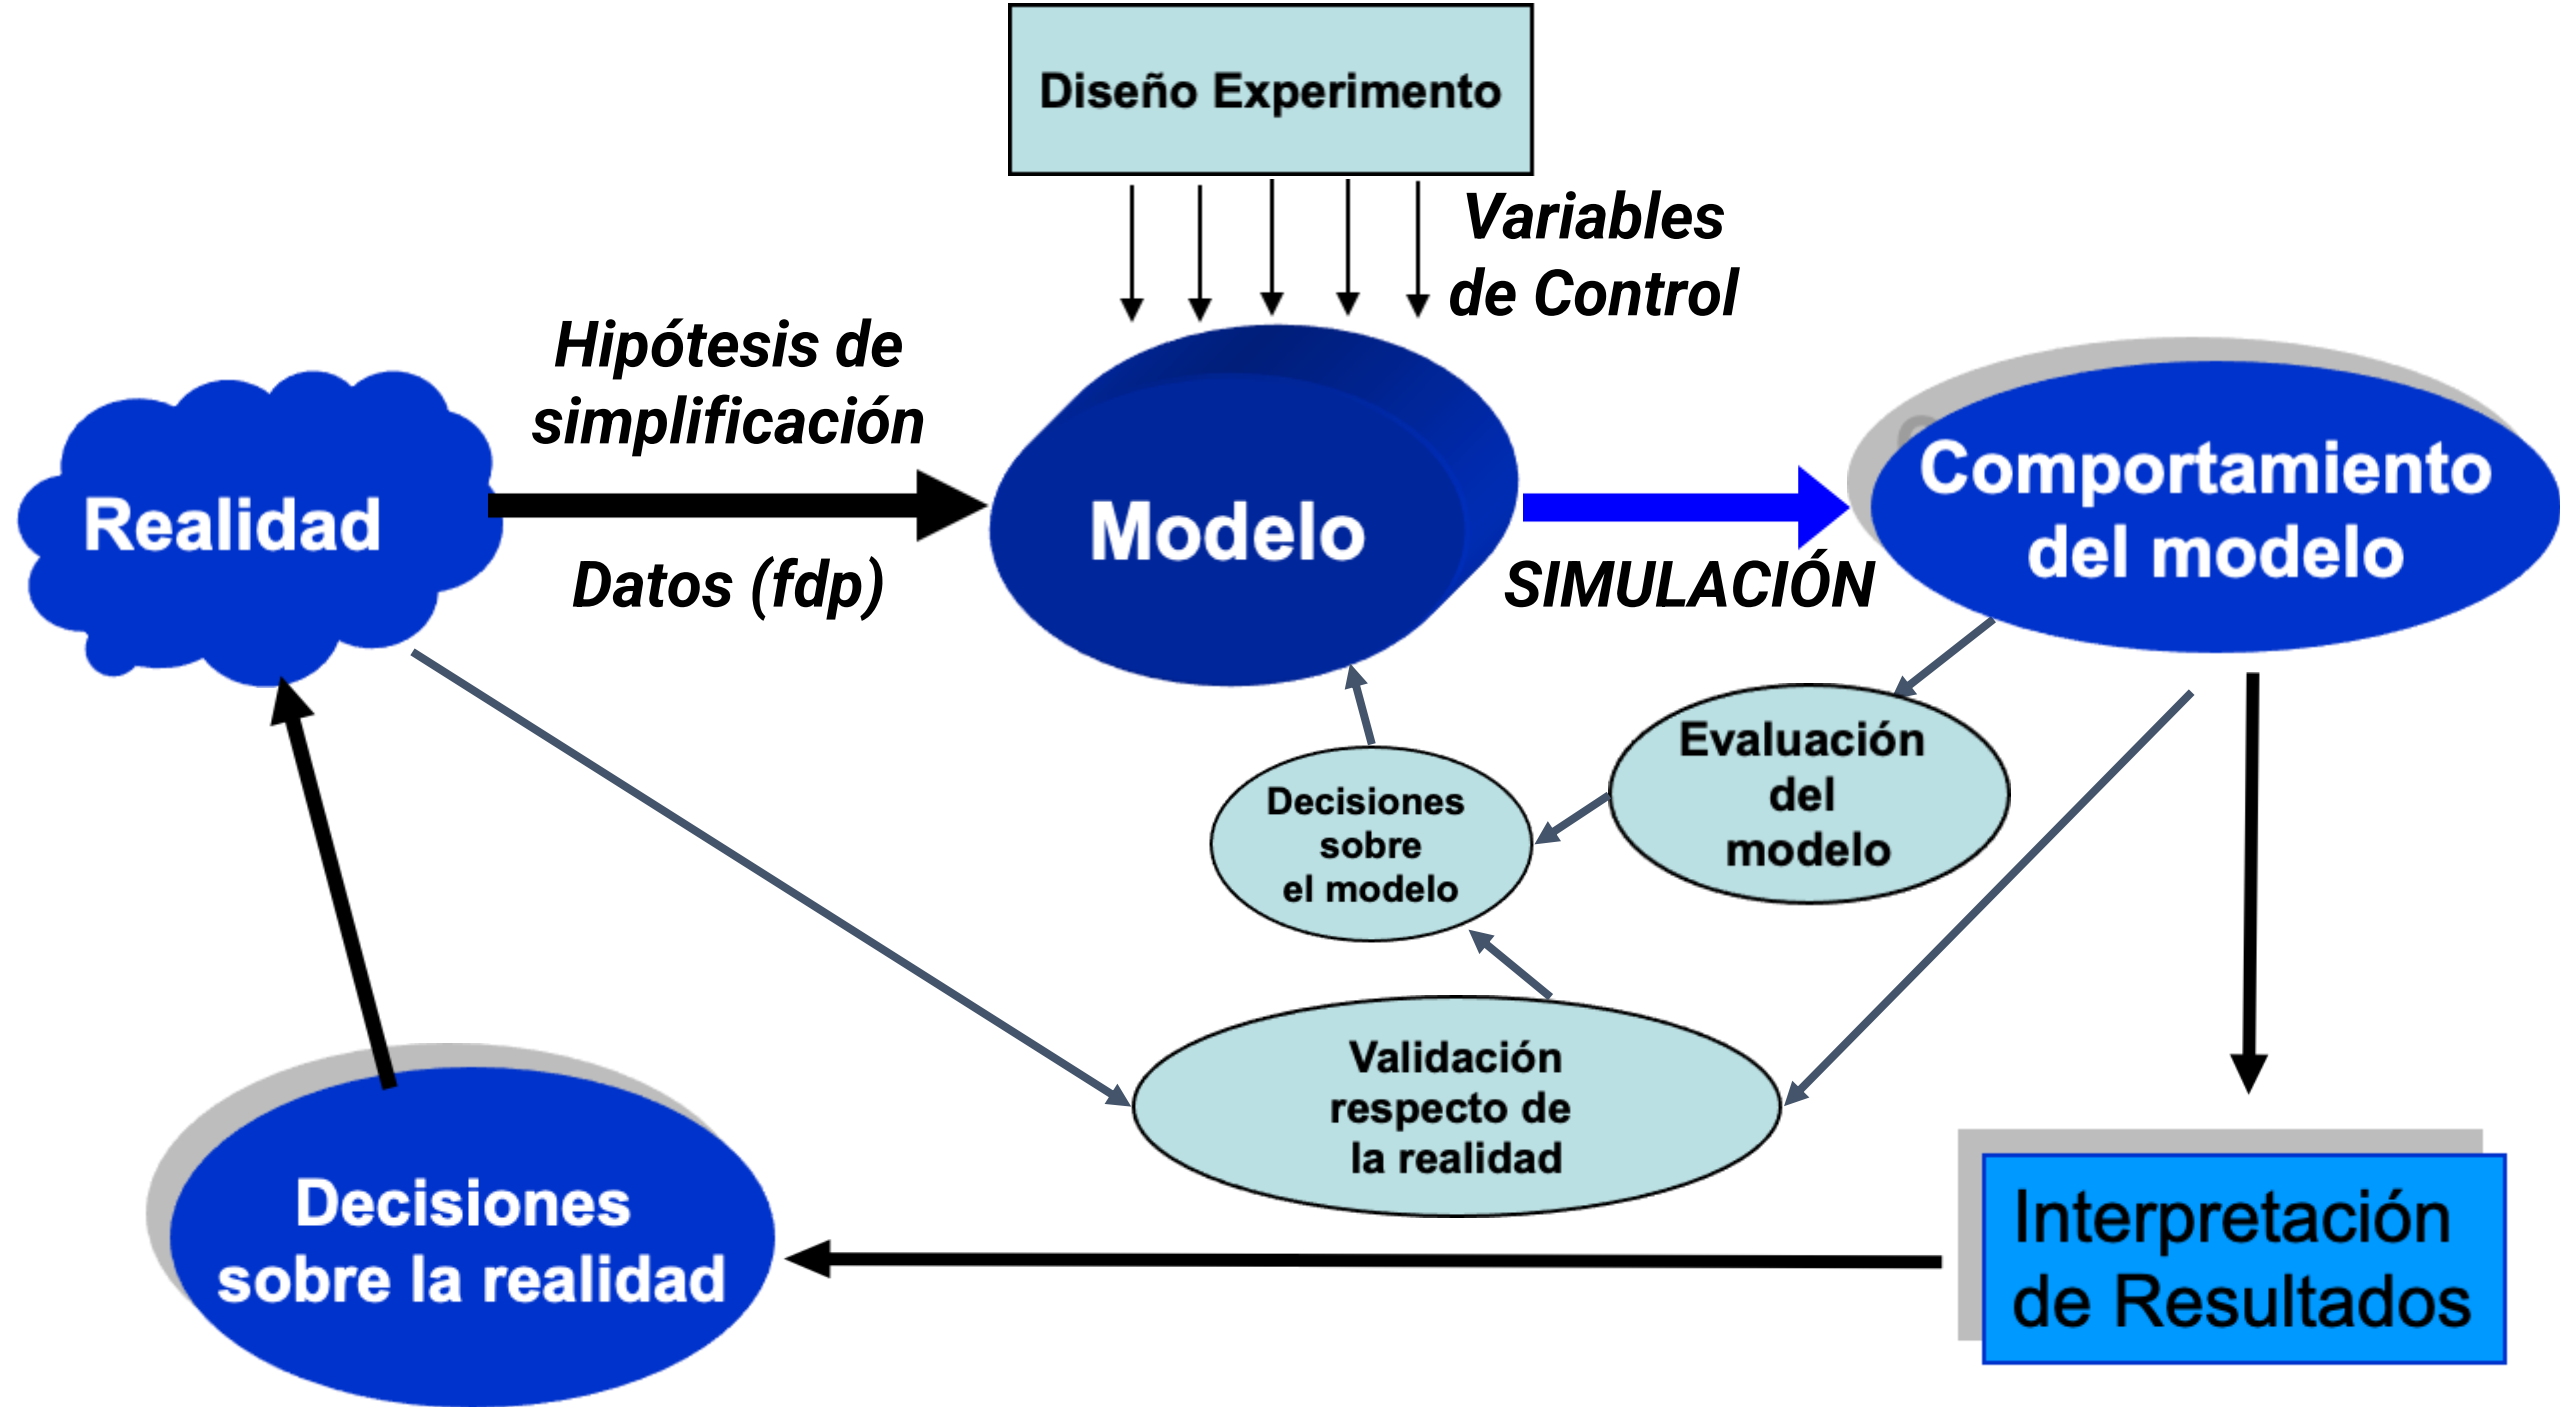 Diseño Experimento
Variables
de Control
Hipótesis de
simplificación
Realidad
Datos (fdp)
Modelo
SIMULACIÓN
Comportamiento
del modelo
Evaluación
del
modelo
Decisiones
sobre
el modelo
Validación
respecto de
la realidad
Decisiones
sobre la realidad
Interpretación
de Resultados